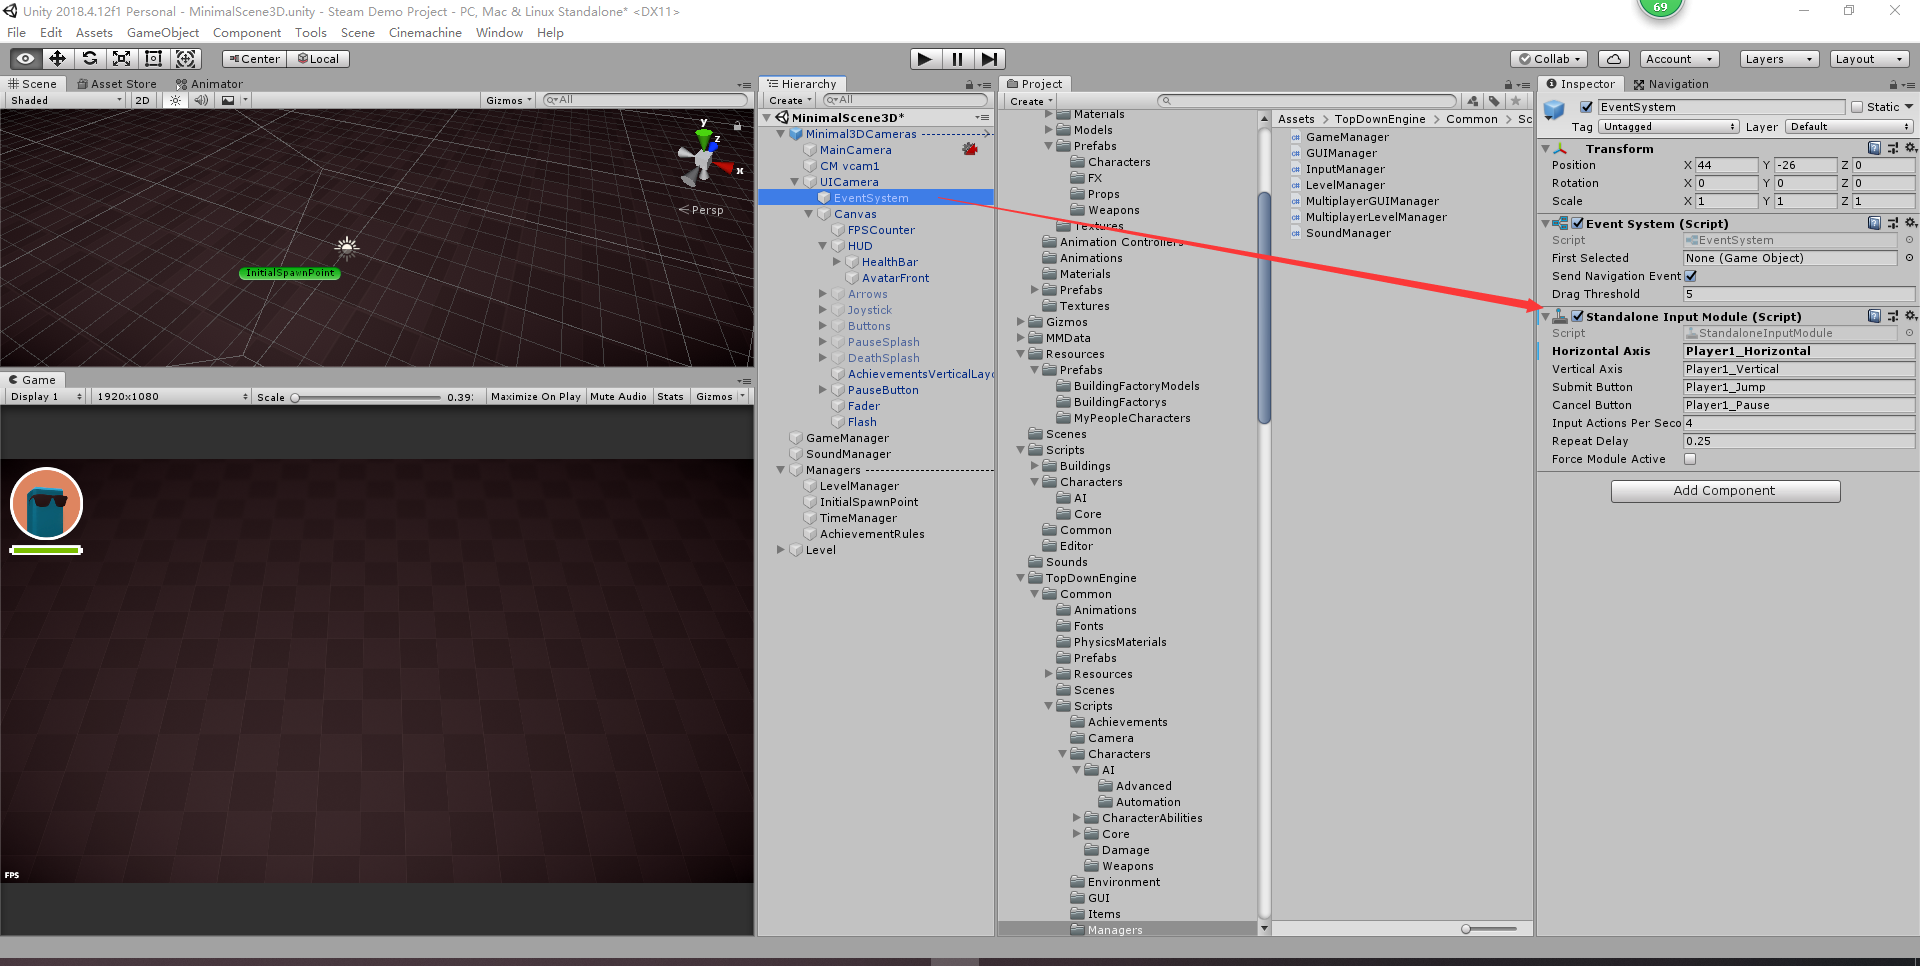 Unity 2018.4.12f1 Personal - MinimalScene3D.unity - Steam Demo Project - PC, Mac & Linux Standalone* <DX11>
69
File Edit Assets GameObject Component Tools Scene Cinemachine Window Help
Center Local
Collab Account Layers Layout
Scene Asset Store Animator
Shaded 2D Gizmos All
y z x
Persp
InitialSpawnPoint
Game
Display 1 1920x1080 Scale 0.39 Maximize On Play Mute Audio Stats Gizmos
FPS
Hierarchy
Create All
MinimalScene3D*
Minimal3DCameras
MainCamera
CM vcam1
UICamera
EventSystem
Canvas
FPSCounter
HUD
HealthBar
AvatarFront
Arrows
Joystick
Buttons
PauseSplash
DeathSplash
AchievementsVerticalLayo
PauseButton
Fader
Flash
GameManager
SoundManager
Managers
LevelManager
InitialSpawnPoint
TimeManager
AchievementRules
Level
Project
Create
Materials
Models
Prefabs
Characters
FX
Props
Weapons
Textures
Animation Controllers
Animations
Materials
Prefabs
Textures
Gizmos
MMData
Resources
Prefabs
BuildingFactoryModels
BuildingFactorys
MyPeopleCharacters
Scenes
Scripts
Buildings
Characters
AI
Core
Common
Editor
Sounds
TopDownEngine
Common
Animations
Fonts
PhysicsMaterials
Prefabs
Resources
Scenes
Scripts
Achievements
Camera
Characters
AI
Advanced
Automation
CharacterAbilities
Core
Damage
Weapons
Environment
GUI
Items
Managers
Assets > TopDownEngine > Common > Sc
GameManager
GUIManager
InputManager
LevelManager
MultiplayerGUIManager
MultiplayerLevelManager
SoundManager
Inspector Navigation
EventSystem Static
Tag Untagged Layer Default
Transform
Position X 44 Y -26 Z 0
Rotation X 0 Y 0 Z 0
Scale X 1 Y 1 Z 1
Event System (Script)
Script EventSystem
First Selected None (Game Object)
Send Navigation Event
Drag Threshold 5
Standalone Input Module (Script)
Script StandaloneInputModule
Horizontal Axis Player1_Horizontal
Vertical Axis Player1_Vertical
Submit Button Player1_Jump
Cancel Button Player1_Pause
Input Actions Per Seco 4
Repeat Delay 0.25
Force Module Active
Add Component